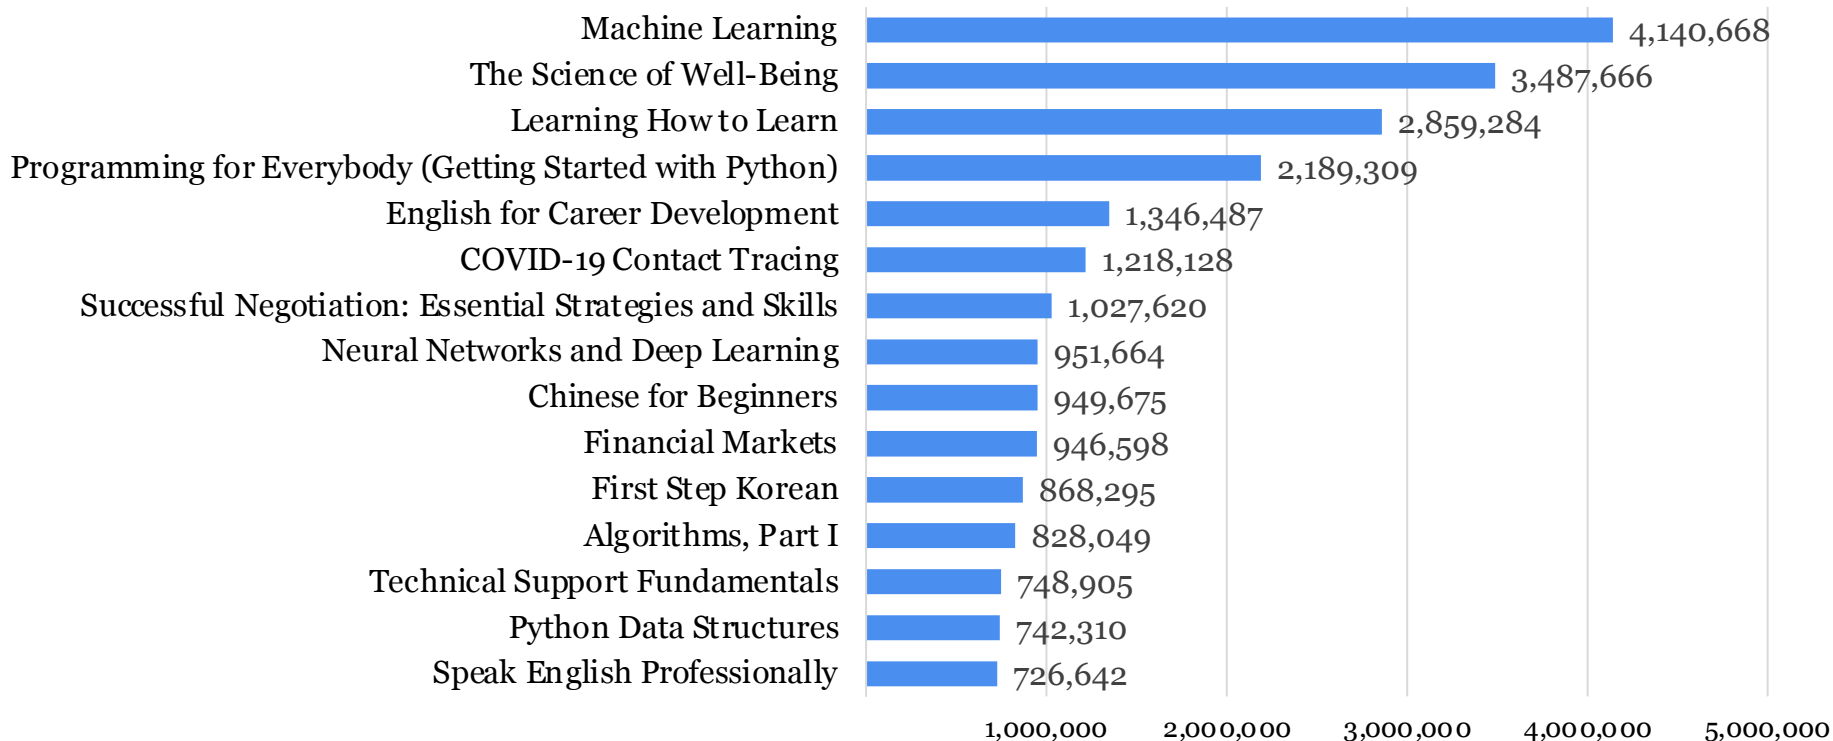 Machine Learning 4,140,668
The Science of Well-Being 3,487,666
Learning How to Learn 2,859,284
Programming for Everybody (Getting Started with Python) 2,189,309
English for Career Development 1,346,487
COVID-19 Contact Tracing 1,218,128
Successful Negotiation: Essential Strategies and Skills 1,027,620
Neural Networks and Deep Learning 951,664
Chinese for Beginners 949,675
Financial Markets 946,598
First Step Korean 868,295
Algorithms, Part I 828,049
Technical Support Fundamentals 748,905
Python Data Structures 742,310
Speak English Professionally 726,642
1,000,000 2,000,000 3,000,000 4,000,000 5,000,000